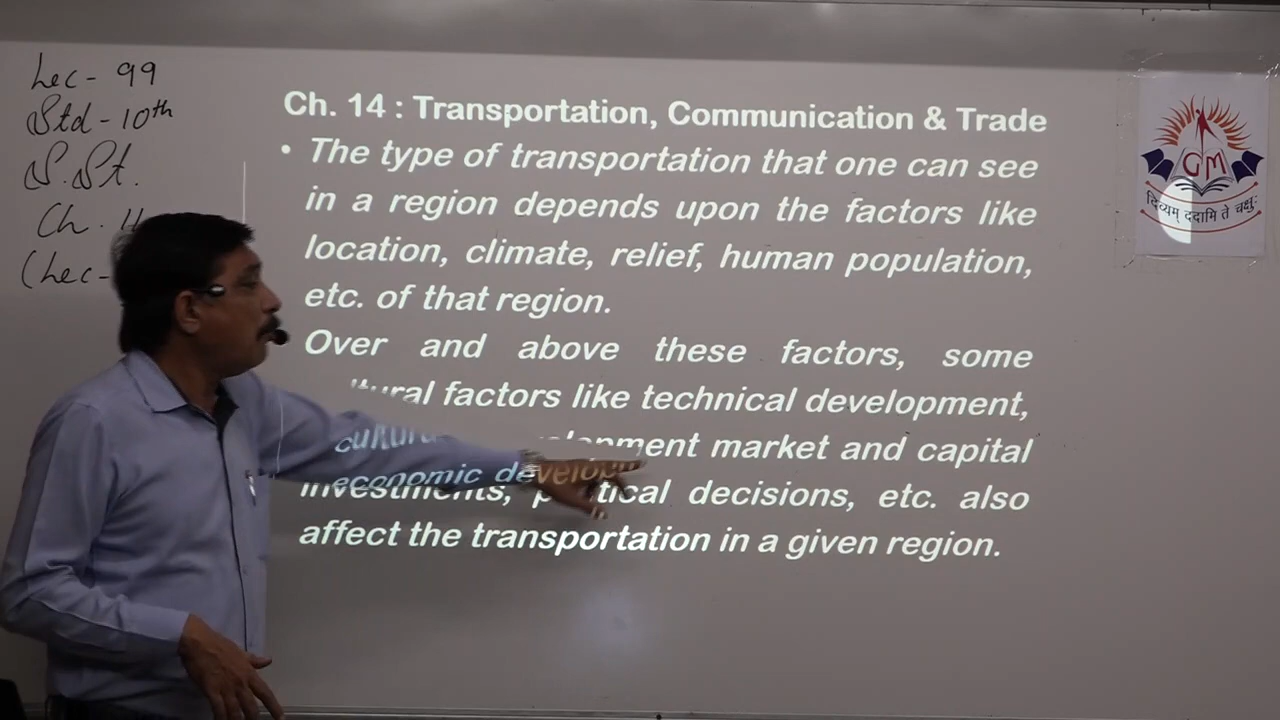 Lec - 99
Std - 10th
S. St.
Ch. 14
(Lec-
Ch. 14 : Transportation, Communication & Trade
• The type of transportation that one can see
in a region depends upon the factors like
location, climate, relief, human population,
etc. of that region.
Over and above these factors, some
cultural factors like technical development,
economic development market and capital
investments, political decisions, etc. also
affect the transportation in a given region.
GM
दिव्यम् ददामि ते चक्षुः